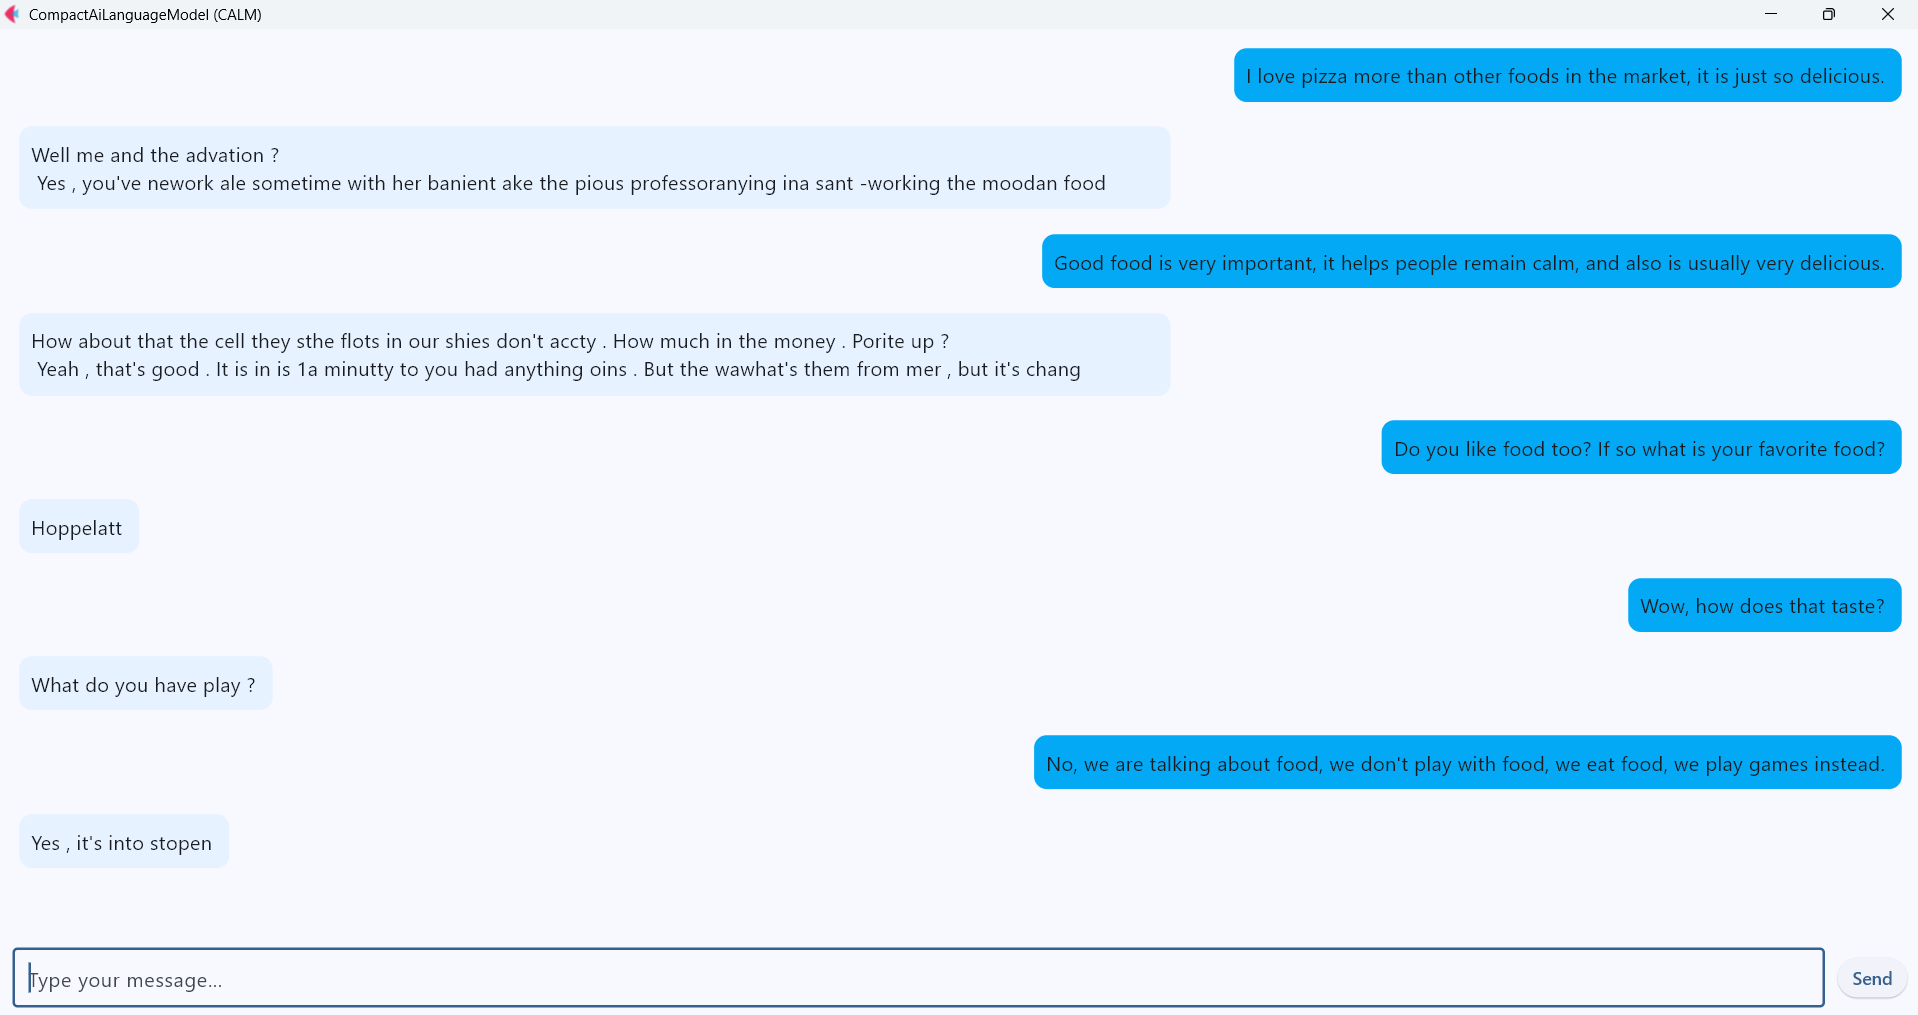 CompactAiLanguageModel (CALM)
I love pizza more than other foods in the market, it is just so delicious.
Well me and the advation ?
Yes , you've nework ale sometime with her banient ake the pious professoranying ina sant -working the moodan food
Good food is very important, it helps people remain calm, and also is usually very delicious.
How about that the cell they sthe flots in our shies don't accty . How much in the money . Porite up ?
Yeah , that's good . It is in is 1a minutty to you had anything oins . But the wawhat's them from mer , but it's chang
Do you like food too? If so what is your favorite food?
Hoppelatt
Wow, how does that taste?
What do you have play ?
No, we are talking about food, we don't play with food, we eat food, we play games instead.
Yes , it's into stopen
Type your message...
Send